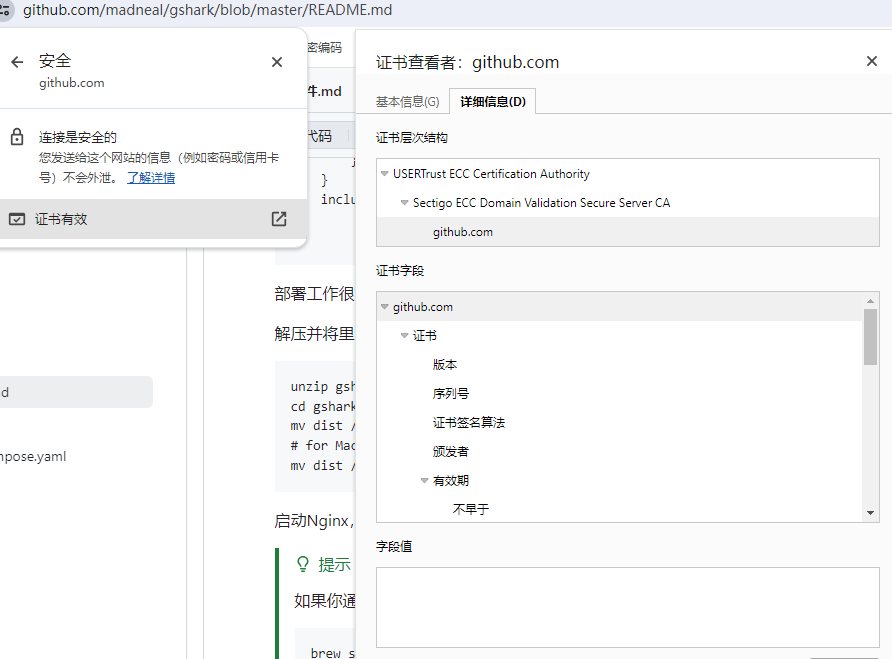 github.com/madneal/gshark/blob/master/README.md
安全
github.com
连接是安全的
您发送给这个网站的信息（例如密码或信用卡
号）不会外泄。 了解详情
证书有效
密编码
件.md
代码
}
inclu
部署工作很
解压并将里
unzip gsh
cd gshark
mv dist /
# for Mac
mv dist /
启动Nginx,
提示
如果你通
brew s
d
mpose.yaml
证书查看者：github.com
基本信息(G)
详细信息(D)
证书层次结构
USERTrust ECC Certification Authority
Sectigo ECC Domain Validation Secure Server CA
github.com
证书字段
github.com
证书
版本
序列号
证书签名算法
颁发者
有效期
不早于
字段值